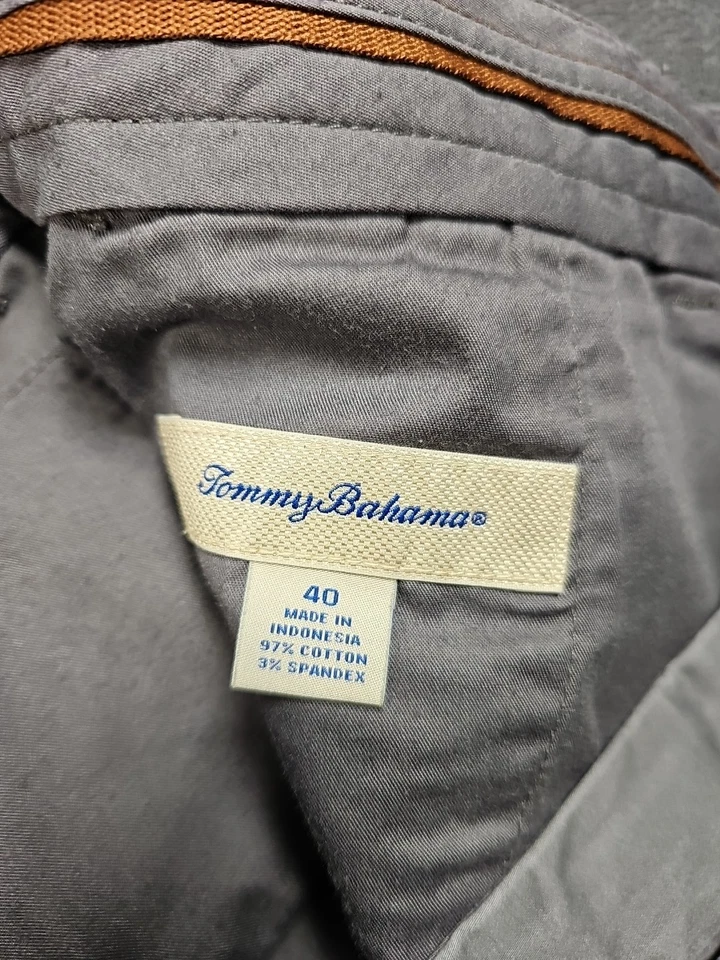 Tommy Bahama®
40
MADE IN
INDONESIA
97% COTTON
3% SPANDEX